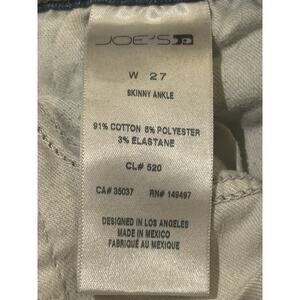 JOE'S
W 27
SKINNY ANKLE
91% COTTON 6% POLYESTER
3% ELASTANE
CL# 520
CA# 35037 RN# 149497
DESIGNED IN LOS ANGELES
MADE IN MEXICO
FABRIQUÉ AU MEXIQUE